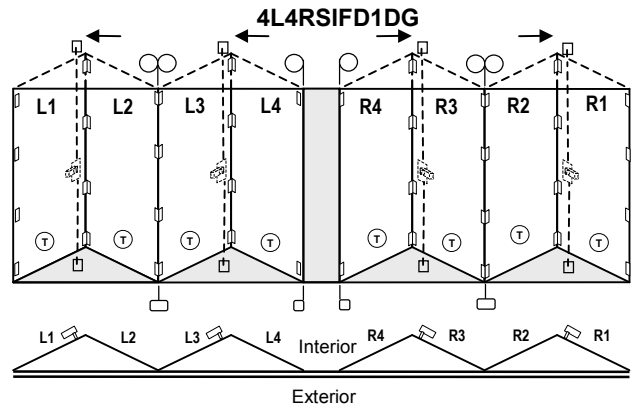 4L4RSIFD1DG
L1 L2 L3 L4 R4 R3 R2 R1
T T T T T T T T
L1 L2 L3 L4 Interior R4 R3 R2 R1
Exterior